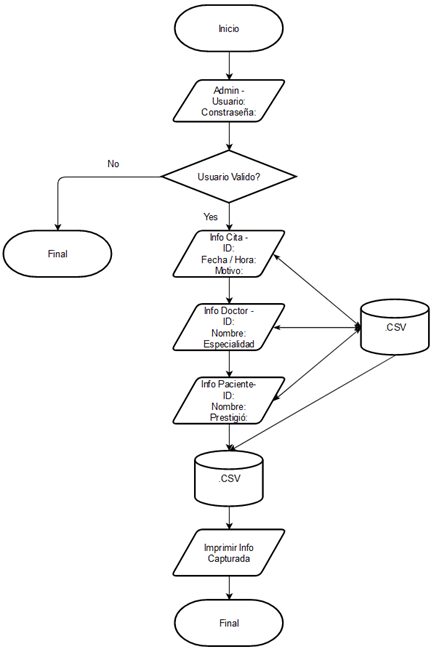 Inicio
Admin -
Usuario:
Constraseña:
Usuario Valido?
No
Yes
Final
Info Cita -
ID:
Fecha / Hora:
Motivo:
Info Doctor -
ID:
Nombre:
Especialidad
.CSV
Info Paciente-
ID:
Nombre:
Prestigió:
.CSV
Imprimir Info
Capturada
Final